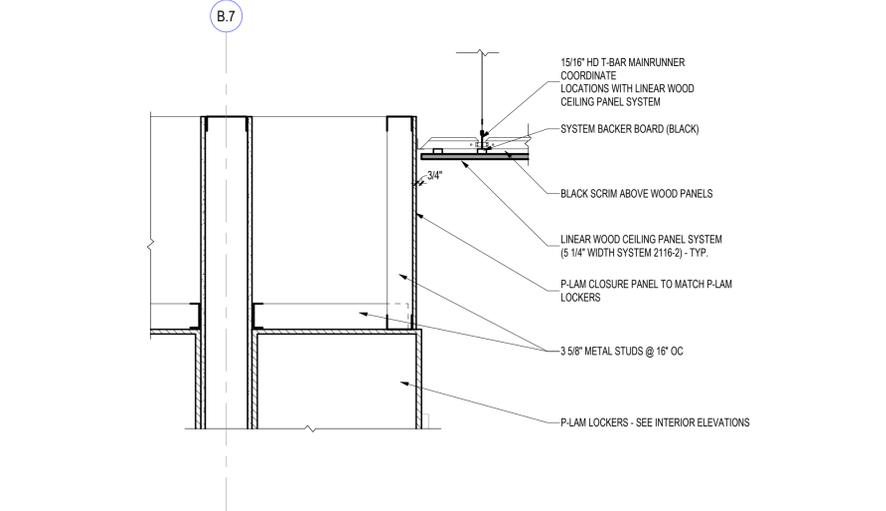 B.7
15/16" HD T-BAR MAINRUNNER
COORDINATE
LOCATIONS WITH LINEAR WOOD
CEILING PANEL SYSTEM
SYSTEM BACKER BOARD (BLACK)
3/4"
BLACK SCRIM ABOVE WOOD PANELS
LINEAR WOOD CEILING PANEL SYSTEM
(5 1/4" WIDTH SYSTEM 2116-2) - TYP.
P-LAM CLOSURE PANEL TO MATCH P-LAM
LOCKERS
3 5/8" METAL STUDS @ 16" OC
P-LAM LOCKERS - SEE INTERIOR ELEVATIONS